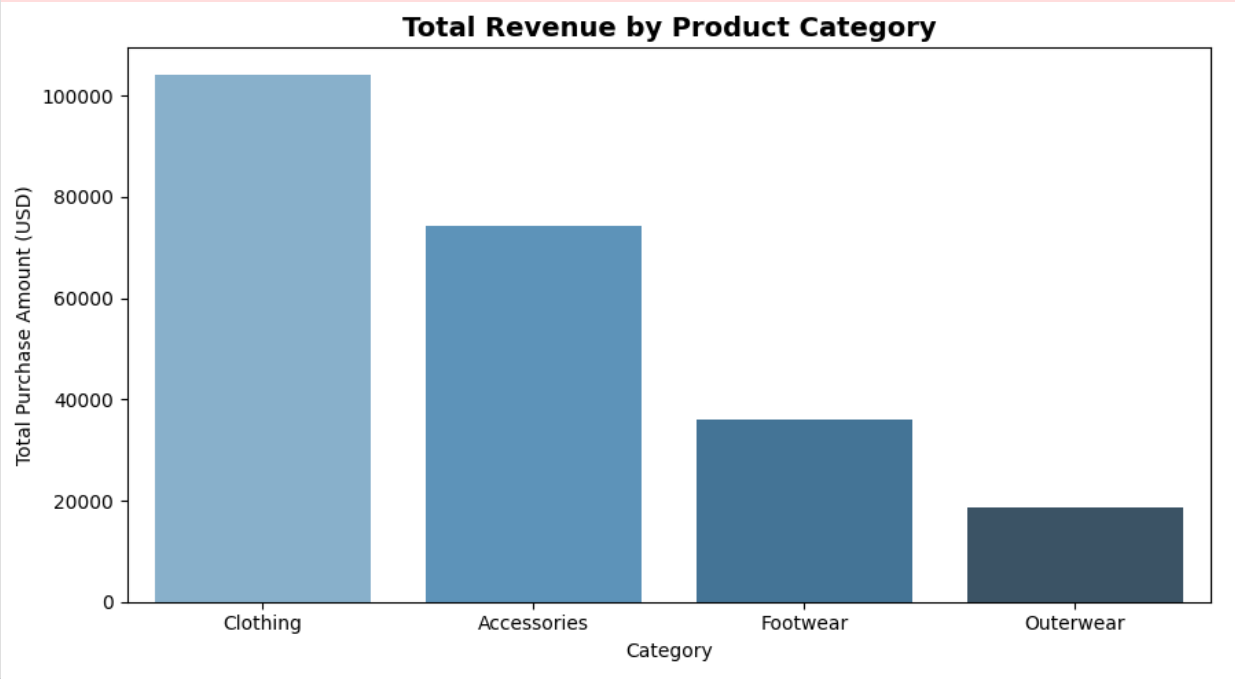 Total Revenue by Product Category
Total Purchase Amount (USD)
100000
80000
60000
40000
20000
0
Clothing Accessories Footwear Outerwear
Category